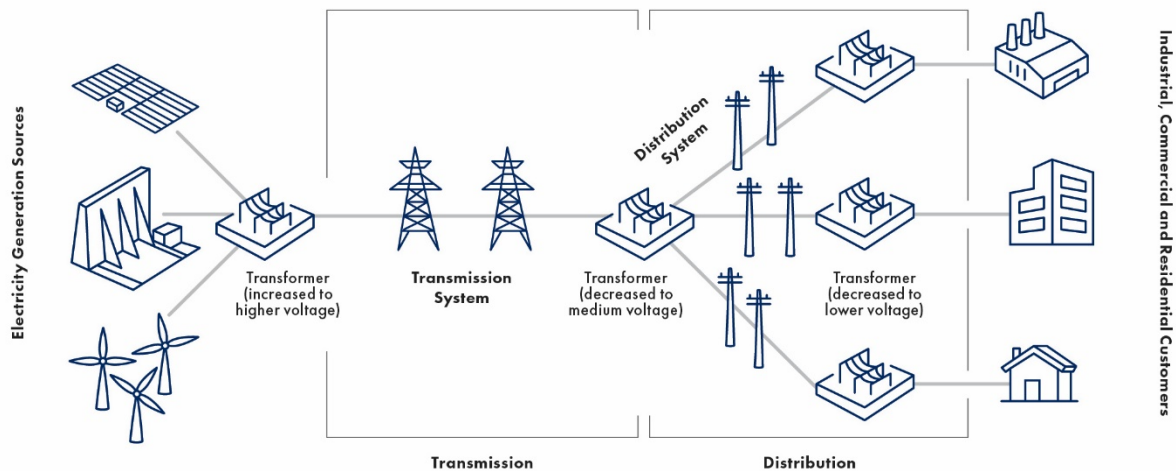 Electricity Generation Sources
Transformer
(increased to
higher voltage)
Transmission
System
Transformer
(decreased to
medium voltage)
Distribution
System
Transformer
(decreased to
lower voltage)
Industrial, Commercial and Residential Customers
Transmission
Distribution